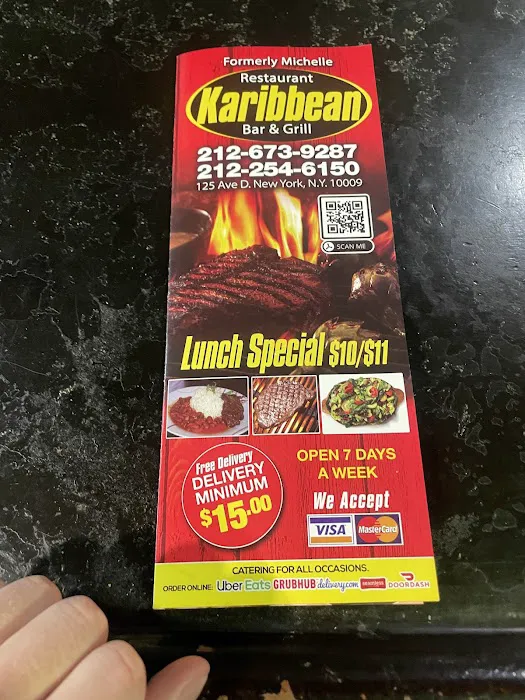 Formerly Michelle
Restaurant
Karibbean
Bar & Grill
212-673-9287
212-254-6150
125 Ave D. New York, N.Y. 10009
SCAN ME
Lunch Special $10/$11
Free Delivery
DELIVERY
MINIMUM
$15.00
OPEN 7 DAYS
A WEEK
We Accept
VISA MasterCard
CATERING FOR ALL OCCASIONS.
ORDER ONLINE: Uber Eats GRUBHUB delivery.com seamless DOORDASH